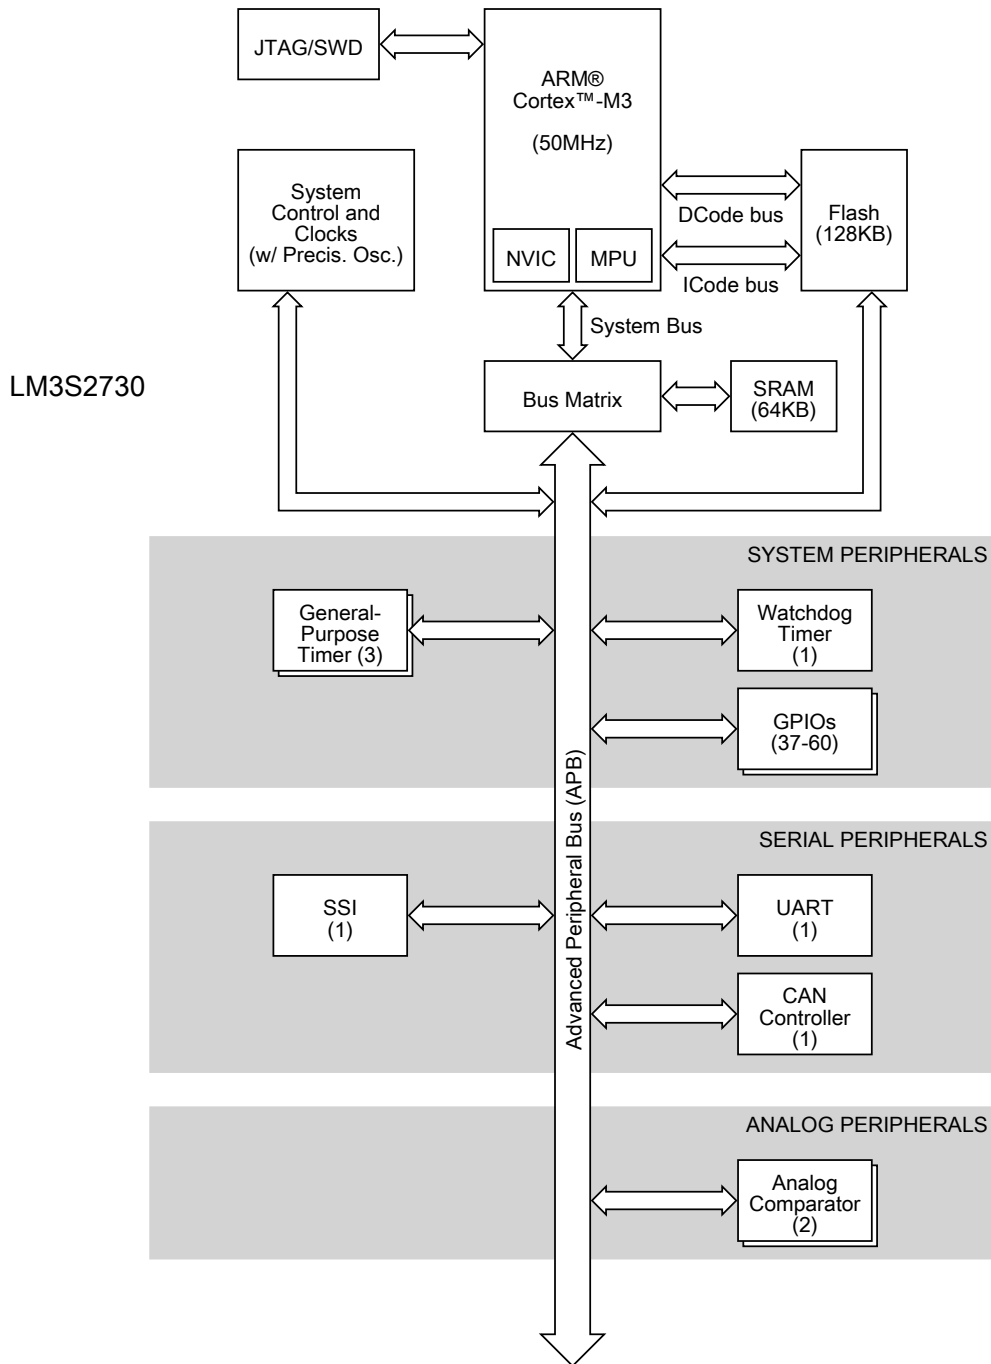 JTAG/SWD
ARM®
Cortex™-M3
(50MHz)
NVIC
MPU
System
Control and
Clocks
(w/ Precis. Osc.)
DCode bus
ICode bus
Flash
(128KB)
System Bus
LM3S2730
Bus Matrix
SRAM
(64KB)
SYSTEM PERIPHERALS
General-
Purpose
Timer (3)
Watchdog
Timer
(1)
GPIOs
(37-60)
Advanced Peripheral Bus (APB)
SERIAL PERIPHERALS
SSI
(1)
UART
(1)
CAN
Controller
(1)
ANALOG PERIPHERALS
Analog
Comparator
(2)